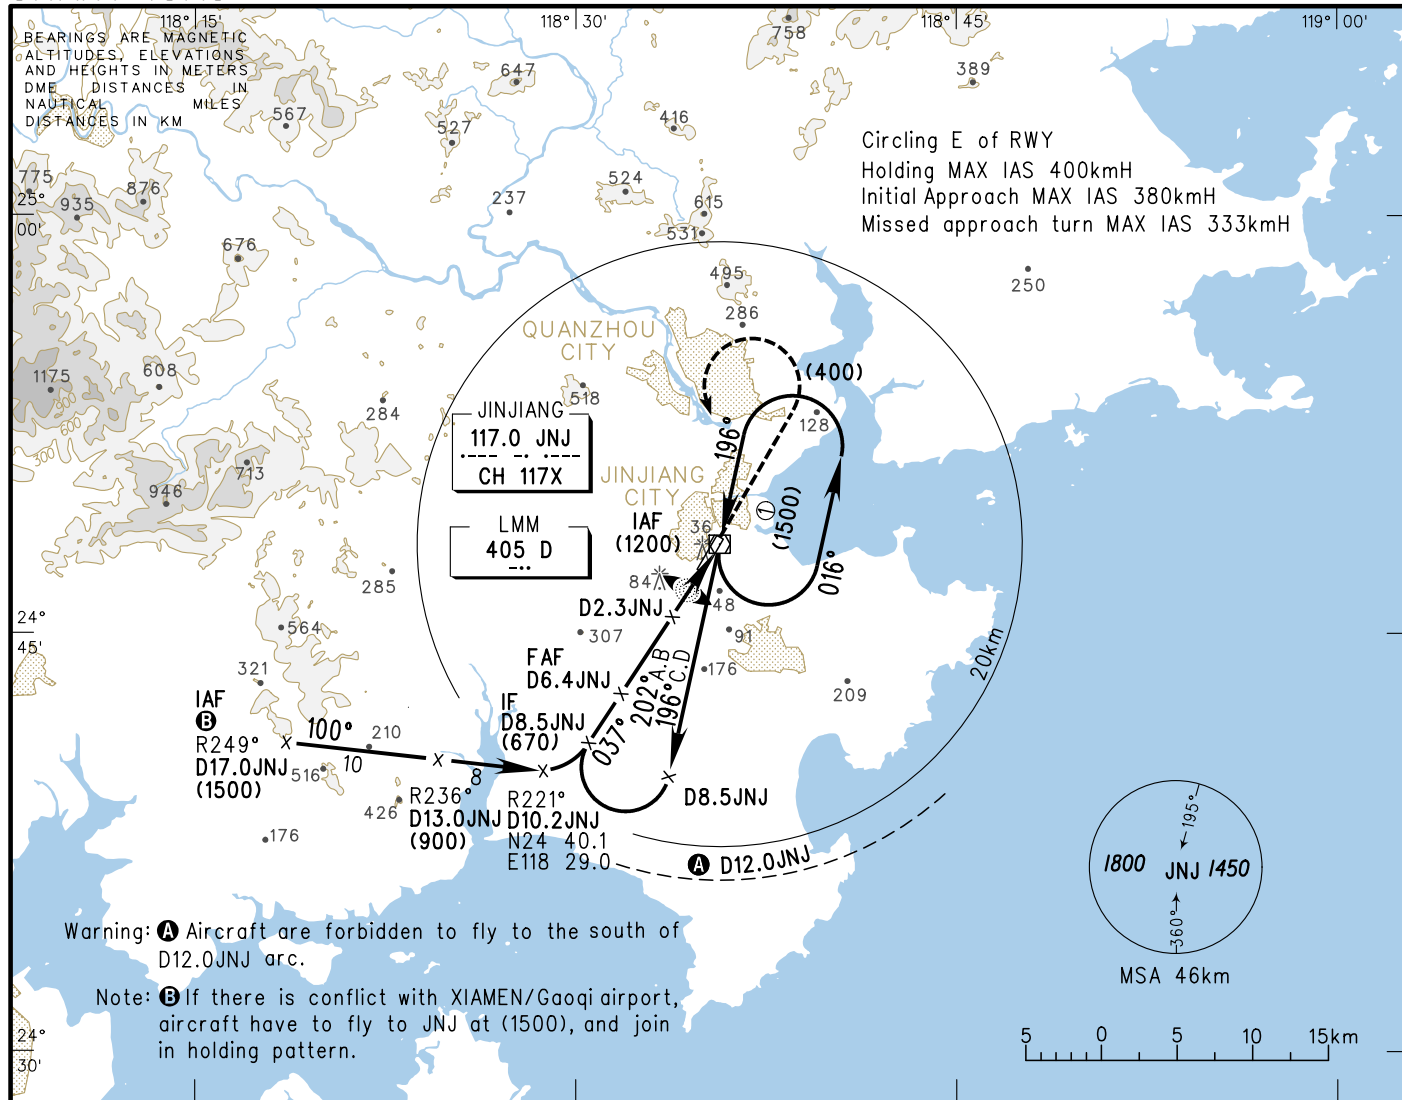 118° 15'
118° 30'
118° 45'
119° 00'
BEARINGS ARE MAGNETIC
ALTITUDES, ELEVATIONS
AND HEIGHTS IN METERS
DME DISTANCES IN
NAUTICAL MILES
DISTANCES IN KM
758
647
389
567
527
416
Circling E of RWY
Holding MAX IAS 400kmH
Initial Approach MAX IAS 380kmH
Missed approach turn MAX IAS 333kmH
775
876
524
935
237
615
25°
00'
531
676
495
250
286
QUANZHOU
CITY
1175
608
(400)
518
284
600
300
JINJIANG
117.0 JNJ
·--- -· ·---
CH 117X
128
196°
713
JINJIANG
CITY
946
1
(1500)
LMM
405 D
-··
IAF
(1200)
36
016°
285
84
48
D2.3JNJ
24°
45'
564
307
91
20km
FAF
D6.4JNJ
202°A.B
196°C.D
176
321
209
IAF
B
R249°
D17.0JNJ
(1500)
100°
10
210
516
IF
D8.5JNJ
(670)
037°
8
426
R236°
D13.0JNJ
(900)
R221°
D10.2JNJ
N24 40.1
E118 29.0
D8.5JNJ
176
A D12.0JNJ
195°
1800 JNJ 1450
360°
MSA 46km
Warning: A Aircraft are forbidden to fly to the south of
D12.0JNJ arc.
Note: B If there is conflict with XIAMEN/Gaoqi airport,
aircraft have to fly to JNJ at (1500), and join
in holding pattern.
24°
30'
5 0 5 10 15km